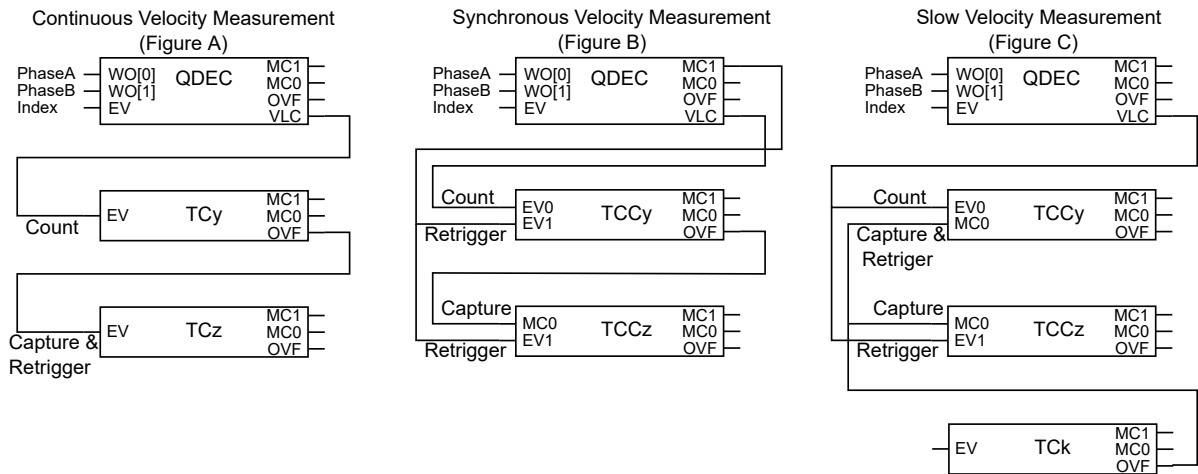 Continuous Velocity Measurement
(Figure A)
PhaseA
PhaseB
Index
WO[0]
WO[1]
EV
QDEC
MC1
MC0
OVF
VLC
Count
EV
TCy
MC1
MC0
OVF
Capture &
Retrigger
EV
TCz
MC1
MC0
OVF
Synchronous Velocity Measurement
(Figure B)
PhaseA
PhaseB
Index
WO[0]
WO[1]
EV
QDEC
MC1
MC0
OVF
VLC
Count
Retrigger
EV0
EV1
TCCy
MC1
MC0
OVF
Capture
Retrigger
MC0
EV1
TCCz
MC1
MC0
OVF
Slow Velocity Measurement
(Figure C)
PhaseA
PhaseB
Index
WO[0]
WO[1]
EV
QDEC
MC1
MC0
OVF
VLC
Count
Capture &
Retriger
EV0
MC0
TCCy
MC1
MC0
OVF
Capture
Retrigger
MC0
EV1
TCCz
MC1
MC0
OVF
EV
TCk
MC1
MC0
OVF